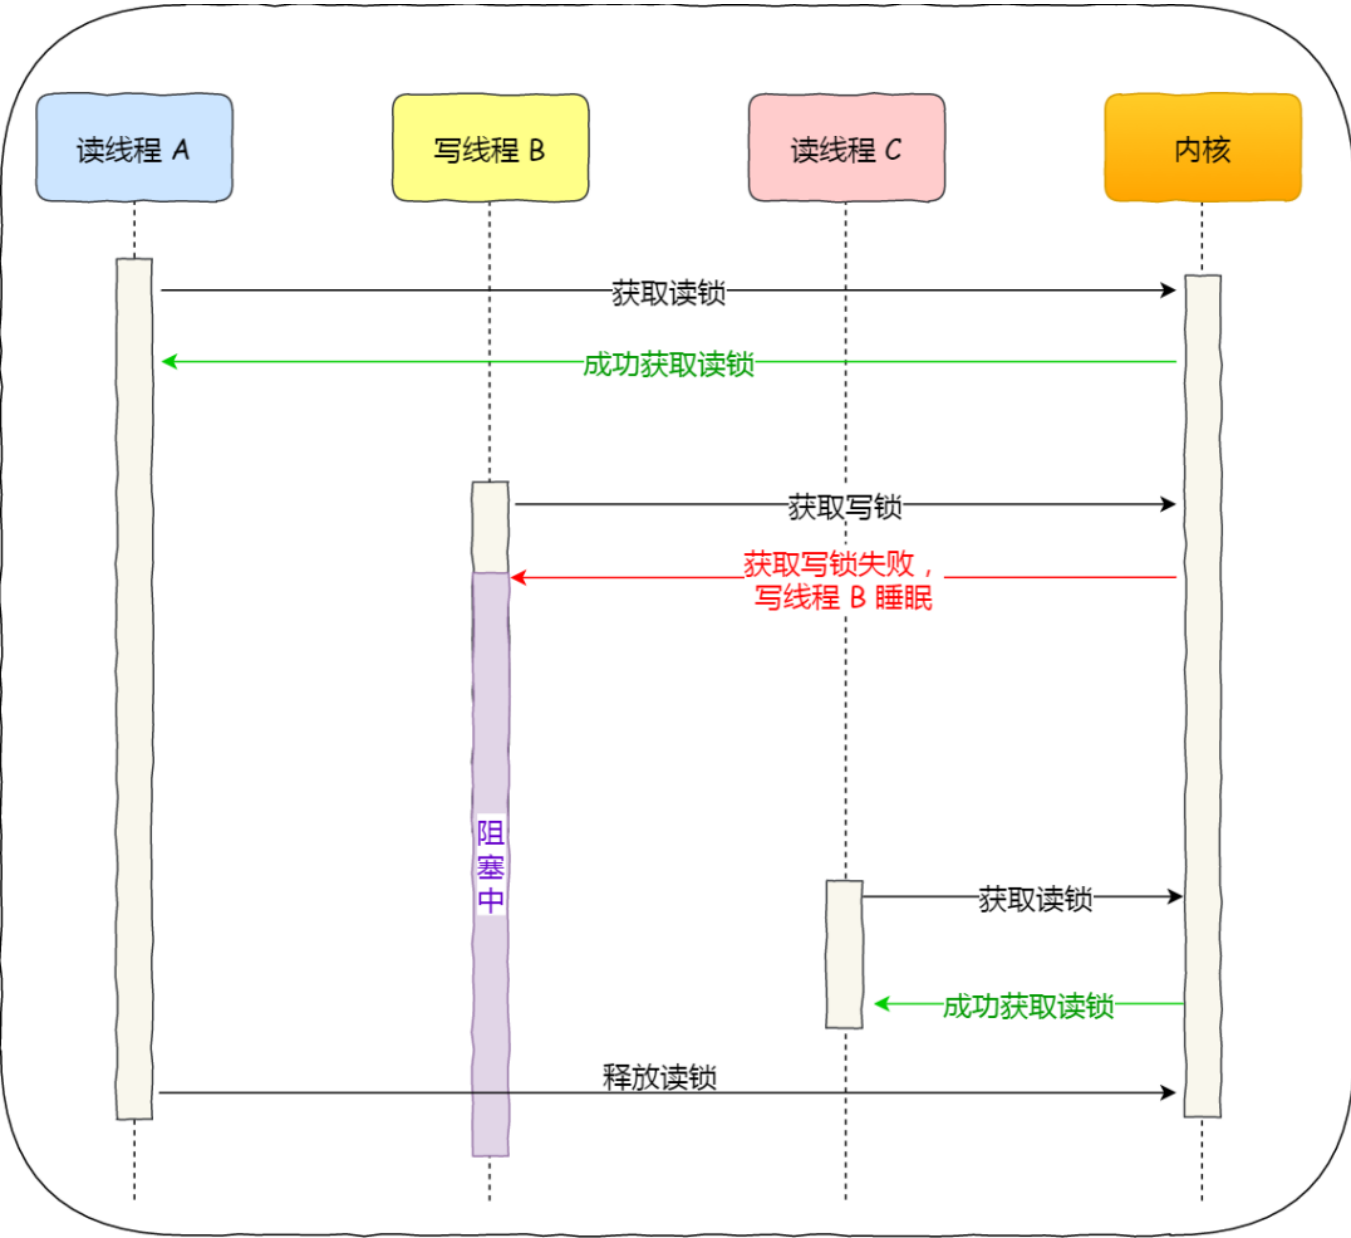 读线程 A
写线程 B
读线程 C
内核
获取读锁
成功获取读锁
获取写锁
获取写锁失败，
写线程 B 睡眠
阻
塞
中
获取读锁
成功获取读锁
释放读锁